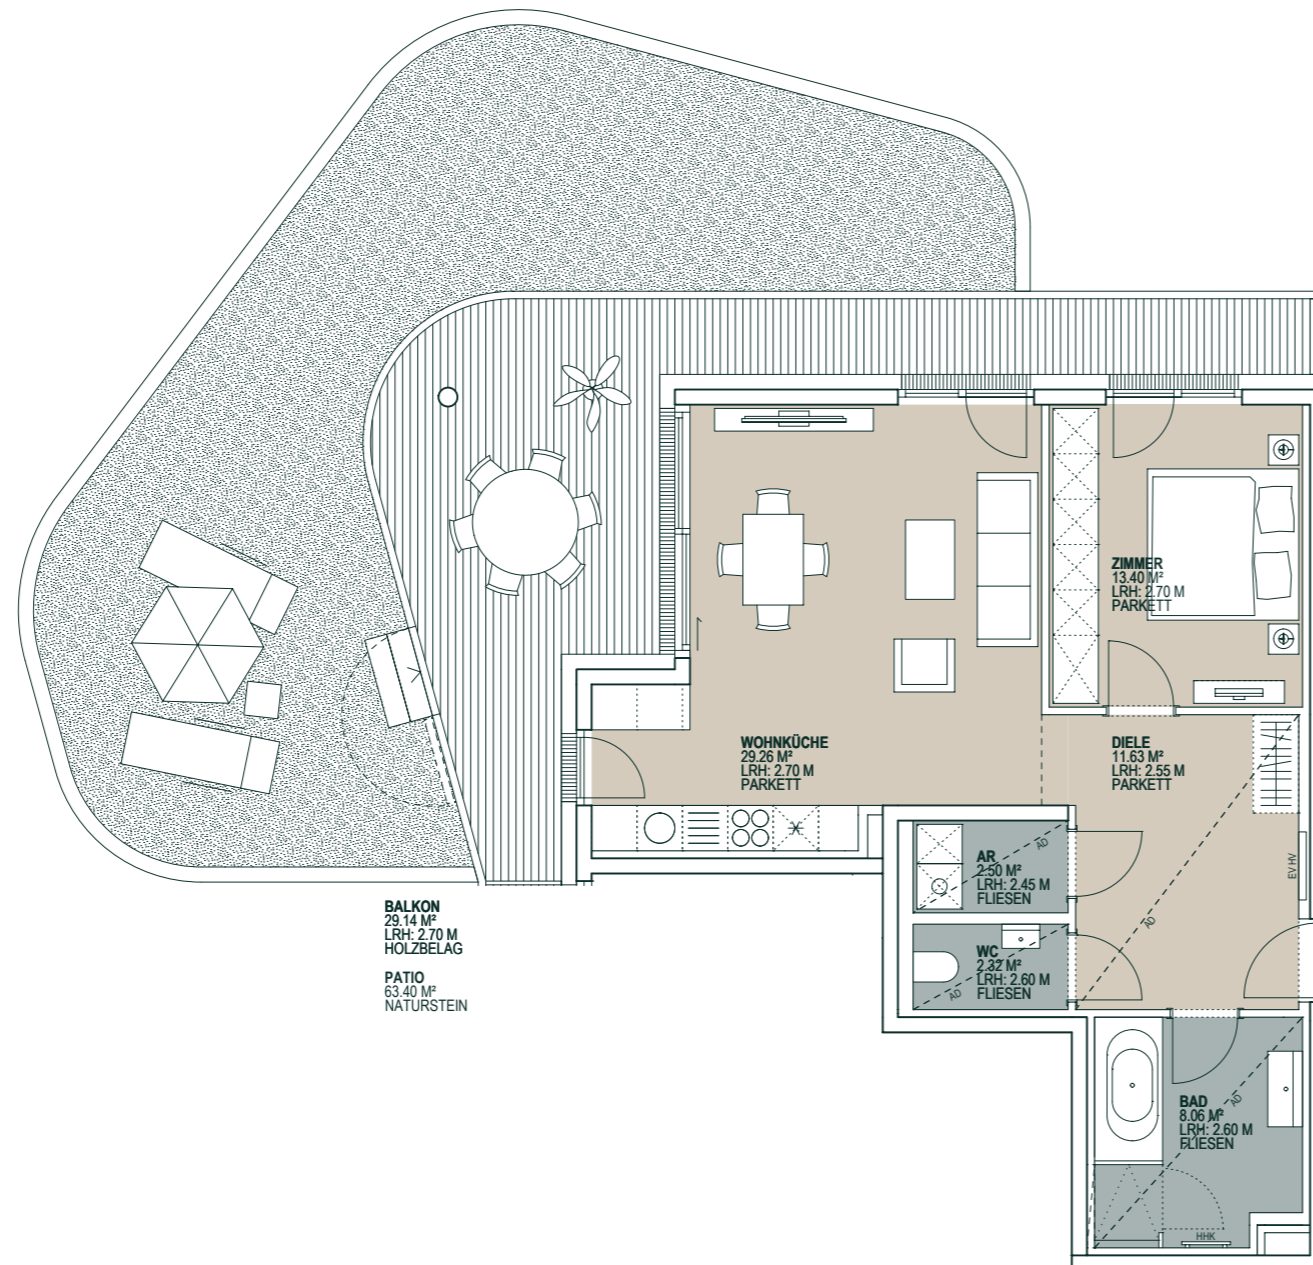 ZIMMER
13.40 M²
LRH: 2.70 M
PARKETT
WOHNKÜCHE
29.26 M²
LRH: 2.70 M
PARKETT
DIELE
11.63 M²
LRH: 2.55 M
PARKETT
AD
AR
2.50 M²
LRH: 2.45 M
FLIESEN
EV HV
AD
WC
2.32 M²
LRH: 2.60 M
FLIESEN
AD
BALKON
29.14 M²
LRH: 2.70 M
HOLZBELAG
PATIO
63.40 M²
NATURSTEIN
AD
BAD
8.06 M²
LRH: 2.60 M
FLIESEN
HHK